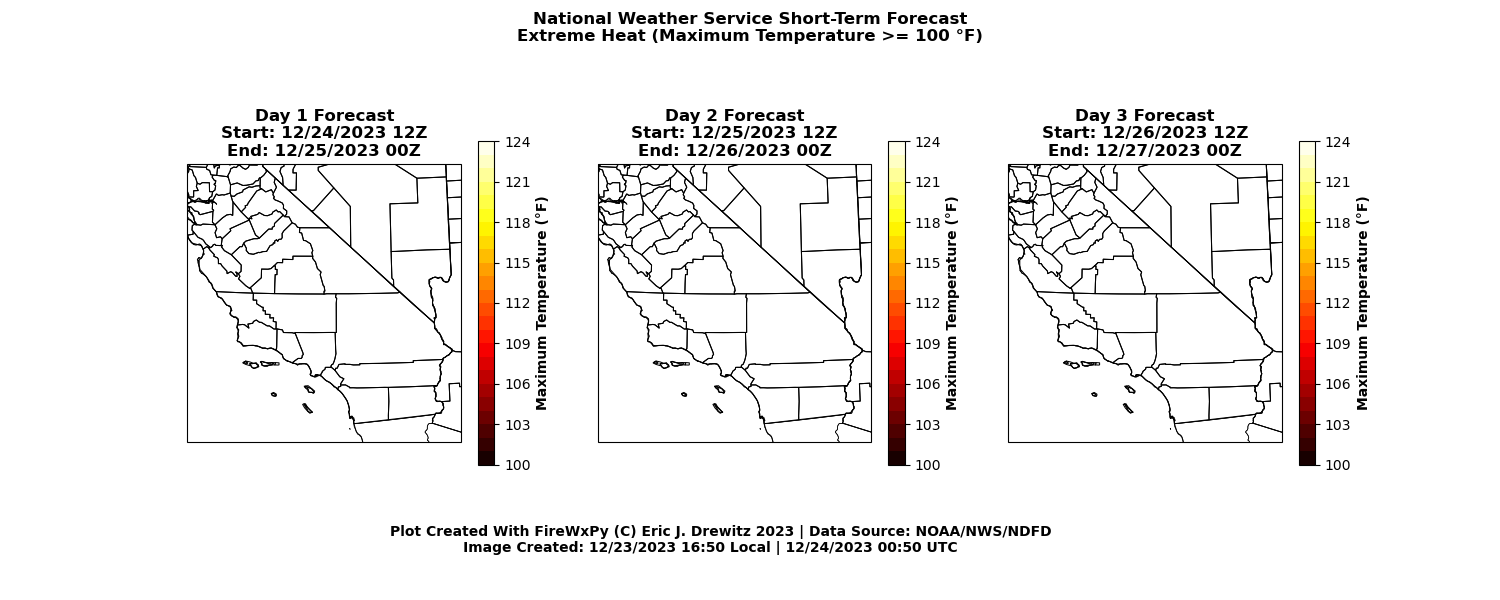 National Weather Service Short-Term Forecast
Extreme Heat (Maximum Temperature >= 100 °F)
Day 1 Forecast
Start: 12/24/2023 12Z
End: 12/25/2023 00Z
124
121
118
115
112
109
106
103
100
Maximum Temperature (°F)
Day 2 Forecast
Start: 12/25/2023 12Z
End: 12/26/2023 00Z
124
121
118
115
112
109
106
103
100
Maximum Temperature (°F)
Day 3 Forecast
Start: 12/26/2023 12Z
End: 12/27/2023 00Z
124
121
118
115
112
109
106
103
100
Maximum Temperature (°F)
Plot Created With FireWxPy (C) Eric J. Drewitz 2023 | Data Source: NOAA/NWS/NDFD
Image Created: 12/23/2023 16:50 Local | 12/24/2023 00:50 UTC